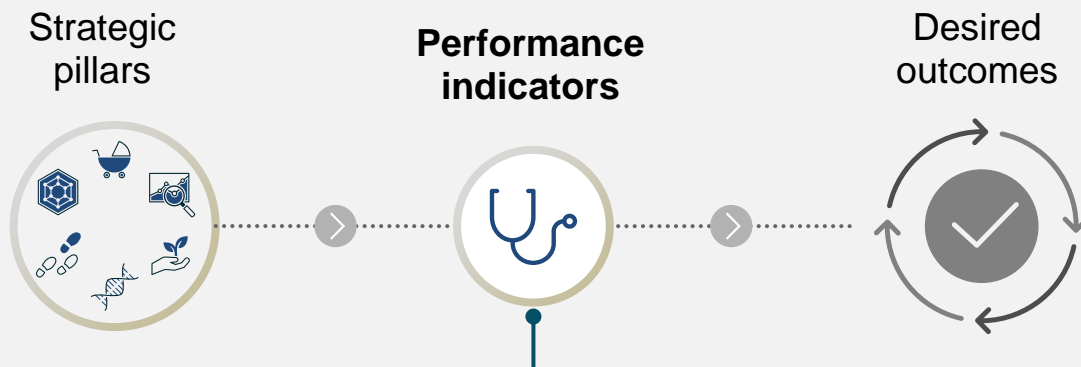 Strategic
pillars
Performance
indicators
Desired
outcomes